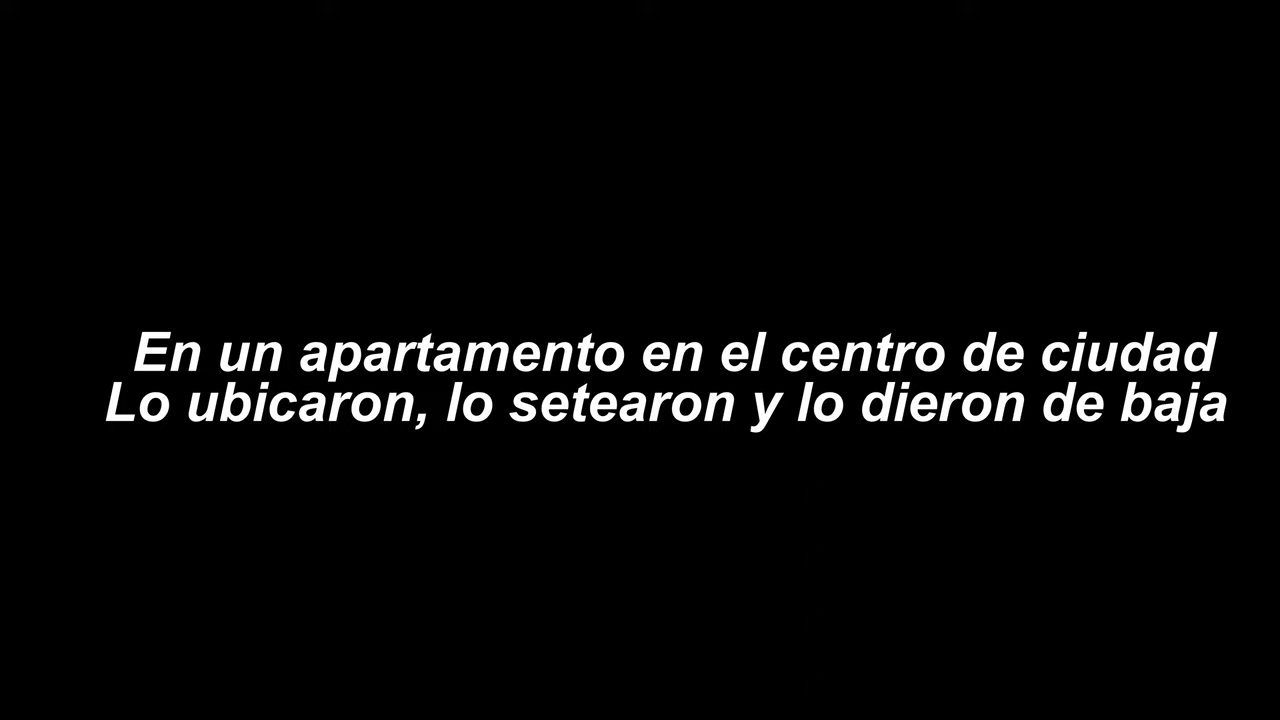 En un apartamento en el centro de ciudad
Lo ubicaron, lo setearon y lo dieron de baja